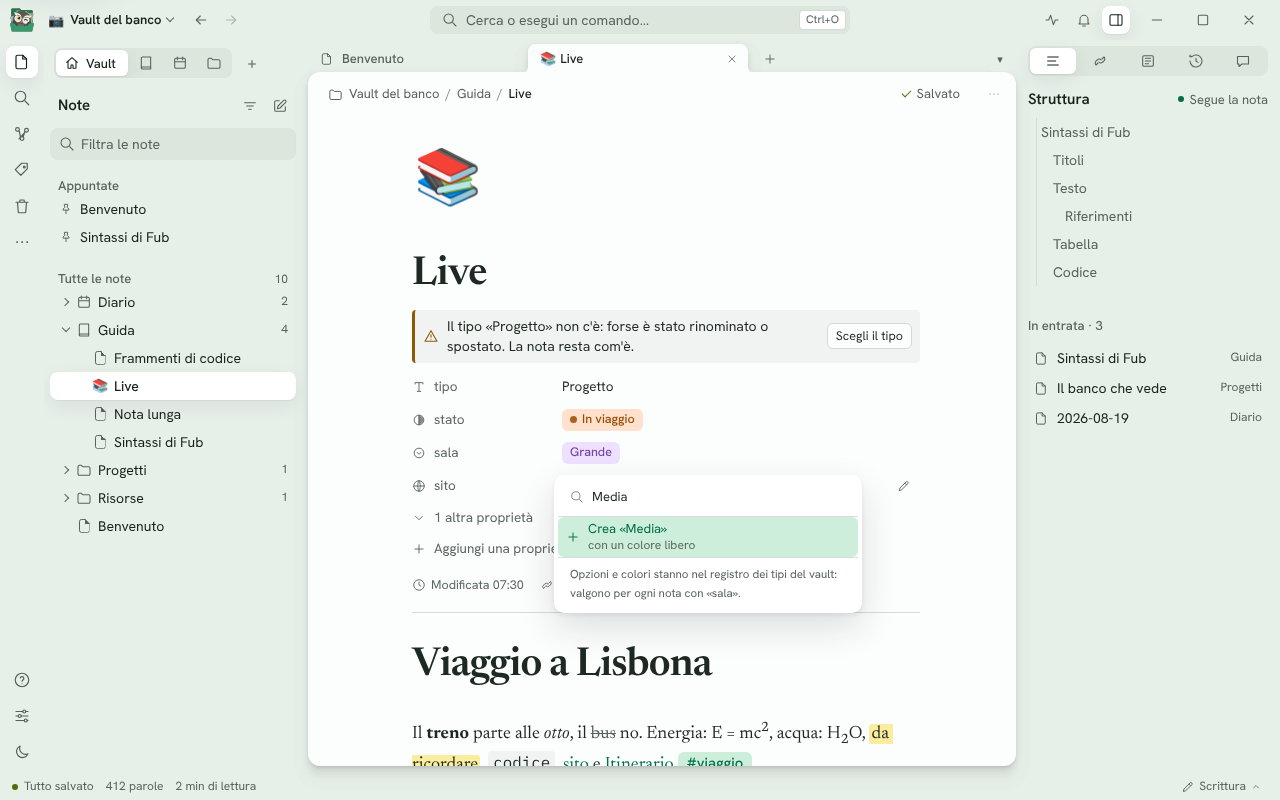 Vault del banco
Cerca o esegui un comando…
Ctrl+O
Vault
Benvenuto
Live
Note
Filtra le note
Appuntate
Benvenuto
Sintassi di Fub
Tutte le note 10
Diario 2
Guida 4
Frammenti di codice
Live
Nota lunga
Sintassi di Fub
Progetti 1
Risorse 1
Benvenuto
Vault del banco / Guida / Live
Salvato
Live
Il tipo «Progetto» non c'è: forse è stato rinominato o
spostato. La nota resta com'è.
Scegli il tipo
tipo Progetto
stato In viaggio
sala Grande
sito
1 altra proprietà
Aggiungi una proprie
Modificata 07:30
Media
Crea «Media»
con un colore libero
Opzioni e colori stanno nel registro dei tipi del vault:
valgono per ogni nota con «sala».
Viaggio a Lisbona
Il treno parte alle otto, il bus no. Energia: E = mc², acqua: H₂O, da
ricordare codice sito e Itinerario #viaggio
Struttura
Segue la nota
Sintassi di Fub
Titoli
Testo
Riferimenti
Tabella
Codice
In entrata · 3
Sintassi di Fub Guida
Il banco che vede Progetti
2026-08-19 Diario
Tutto salvato 412 parole 2 min di lettura
Scrittura